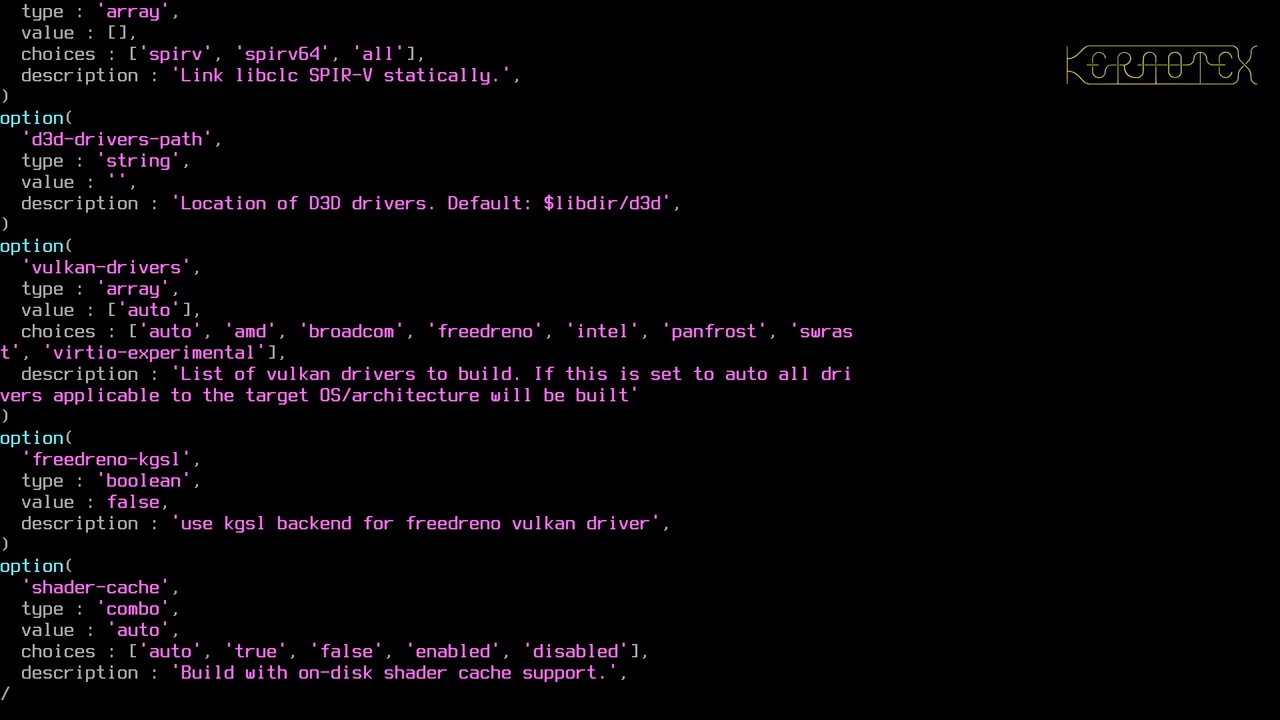 type : 'array',
  value : [],
  choices : ['spirv', 'spirv64', 'all'],
  description : 'Link libclc SPIR-V statically.',
)
option(
  'd3d-drivers-path',
  type : 'string',
  value : '',
  description : 'Location of D3D drivers. Default: $libdir/d3d',
)
option(
  'vulkan-drivers',
  type : 'array',
  value : ['auto'],
  choices : ['auto', 'amd', 'broadcom', 'freedreno', 'intel', 'panfrost', 'swras
t', 'virtio-experimental'],
  description : 'List of vulkan drivers to build. If this is set to auto all dri
vers applicable to the target OS/architecture will be built'
)
option(
  'freedreno-kgsl',
  type : 'boolean',
  value : false,
  description : 'use kgsl backend for freedreno vulkan driver',
)
option(
  'shader-cache',
  type : 'combo',
  value : 'auto',
  choices : ['auto', 'true', 'false', 'enabled', 'disabled'],
  description : 'Build with on-disk shader cache support.',
/